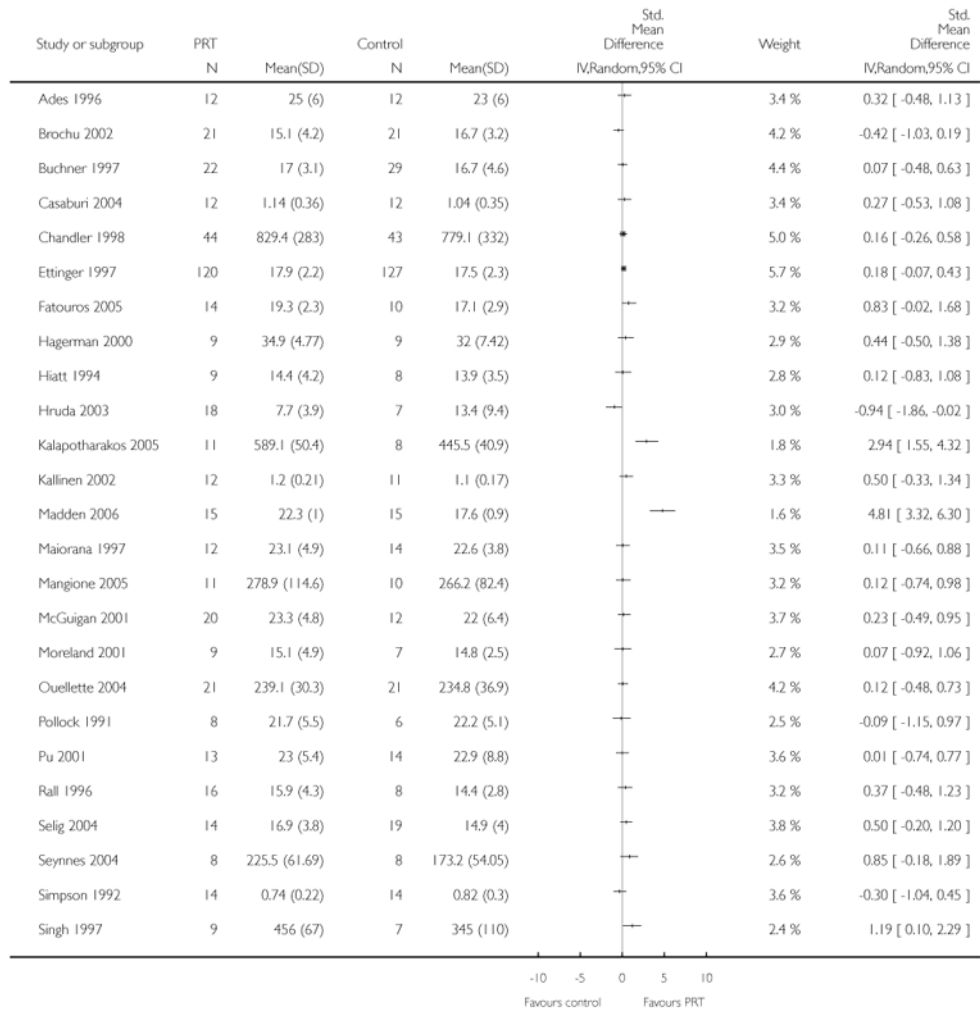 Study or subgroup PRT Control Std. Mean Difference Weight Std. Mean Difference
N Mean(SD) N Mean(SD) IV,Random,95% CI IV,Random,95% CI
Ades 1996 12 25 (6) 12 23 (6) 3.4 % 0.32 [ -0.48, 1.13 ]
Brochu 2002 21 15.1 (4.2) 21 16.7 (3.2) 4.2 % -0.42 [ -1.03, 0.19 ]
Buchner 1997 22 17 (3.1) 29 16.7 (4.6) 4.4 % 0.07 [ -0.48, 0.63 ]
Casaburi 2004 12 1.14 (0.36) 12 1.04 (0.35) 3.4 % 0.27 [ -0.53, 1.08 ]
Chandler 1998 44 829.4 (283) 43 779.1 (332) 5.0 % 0.16 [ -0.26, 0.58 ]
Ettinger 1997 120 17.9 (2.2) 127 17.5 (2.3) 5.7 % 0.18 [ -0.07, 0.43 ]
Fatouros 2005 14 19.3 (2.3) 10 17.1 (2.9) 3.2 % 0.83 [ -0.02, 1.68 ]
Hagerman 2000 9 34.9 (4.77) 9 32 (7.42) 2.9 % 0.44 [ -0.50, 1.38 ]
Hiatt 1994 9 14.4 (4.2) 8 13.9 (3.5) 2.8 % 0.12 [ -0.83, 1.08 ]
Hruda 2003 18 7.7 (3.9) 7 13.4 (9.4) 3.0 % -0.94 [ -1.86, -0.02 ]
Kalapotharakos 2005 11 589.1 (50.4) 8 445.5 (40.9) 1.8 % 2.94 [ 1.55, 4.32 ]
Kallinen 2002 12 1.2 (0.21) 11 1.1 (0.17) 3.3 % 0.50 [ -0.33, 1.34 ]
Madden 2006 15 22.3 (1) 15 17.6 (0.9) 1.6 % 4.81 [ 3.32, 6.30 ]
Maiorana 1997 12 23.1 (4.9) 14 22.6 (3.8) 3.5 % 0.11 [ -0.66, 0.88 ]
Mangione 2005 11 278.9 (114.6) 10 266.2 (82.4) 3.2 % 0.12 [ -0.74, 0.98 ]
McGuigan 2001 20 23.3 (4.8) 12 22 (6.4) 3.7 % 0.23 [ -0.49, 0.95 ]
Moreland 2001 9 15.1 (4.9) 7 14.8 (2.5) 2.7 % 0.07 [ -0.92, 1.06 ]
Ouellette 2004 21 239.1 (30.3) 21 234.8 (36.9) 4.2 % 0.12 [ -0.48, 0.73 ]
Pollock 1991 8 21.7 (5.5) 6 22.2 (5.1) 2.5 % -0.09 [ -1.15, 0.97 ]
Pu 2001 13 23 (5.4) 14 22.9 (8.8) 3.6 % 0.01 [ -0.74, 0.77 ]
Rall 1996 16 15.9 (4.3) 8 14.4 (2.8) 3.2 % 0.37 [ -0.48, 1.23 ]
Selig 2004 14 16.9 (3.8) 19 14.9 (4) 3.8 % 0.50 [ -0.20, 1.20 ]
Seynnes 2004 8 225.5 (61.69) 8 173.2 (54.05) 2.6 % 0.85 [ -0.18, 1.89 ]
Simpson 1992 14 0.74 (0.22) 14 0.82 (0.3) 3.6 % -0.30 [ -1.04, 0.45 ]
Singh 1997 9 456 (67) 7 345 (110) 2.4 % 1.19 [ 0.10, 2.29 ]
-10 -5 0 5 10
Favours control Favours PRT